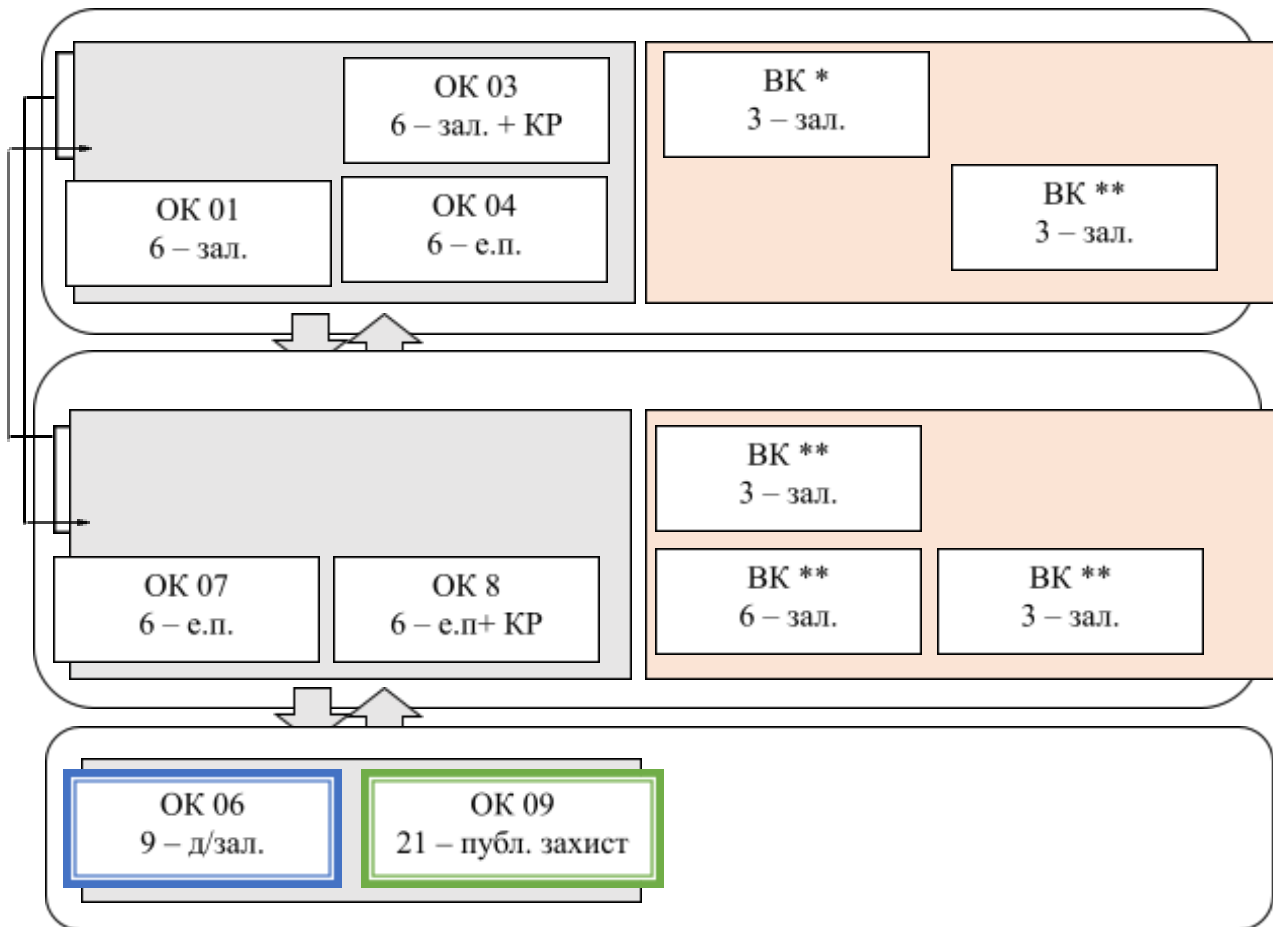 ОК 03
6 – зал. + КР
ВК *
3 – зал.
ВК **
3 – зал.
ОК 01
6 – зал.
ОК 04
6 – е.п.
ВК **
3 – зал.
ОК 07
6 – е.п.
ОК 8
6 – е.п+ КР
ВК **
6 – зал.
ВК **
3 – зал.
ОК 06
9 – д/зал.
ОК 09
21 – публ. захист